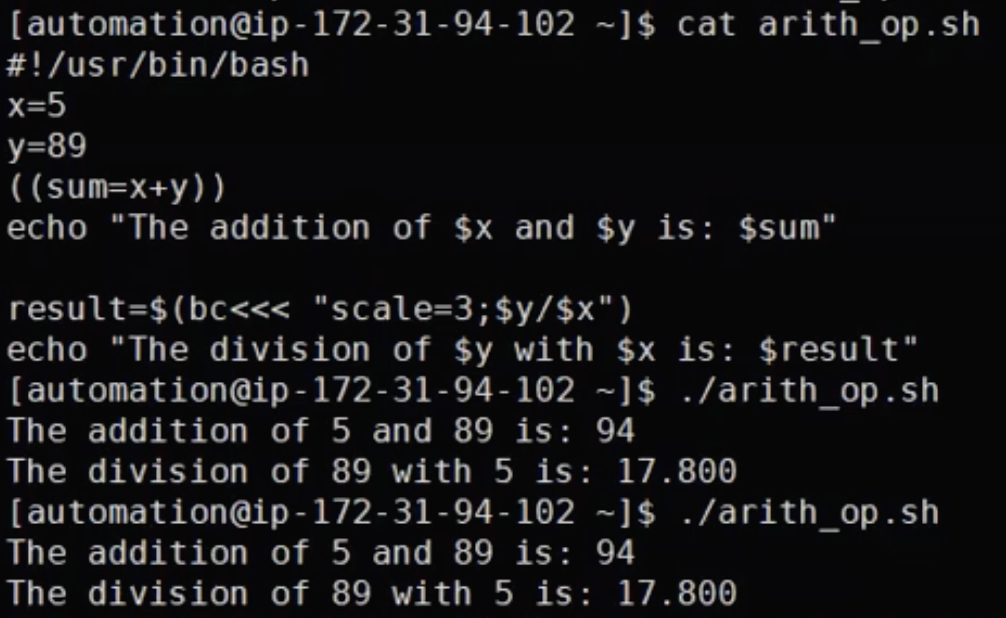 [automation@ip-172-31-94-102 ~]$ cat arith_op.sh
#!/usr/bin/bash
x=5
y=89
((sum=x+y))
echo "The addition of $x and $y is: $sum"

result=$(bc<<< "scale=3;$y/$x")
echo "The division of $y with $x is: $result"
[automation@ip-172-31-94-102 ~]$ ./arith_op.sh
The addition of 5 and 89 is: 94
The division of 89 with 5 is: 17.800
[automation@ip-172-31-94-102 ~]$ ./arith_op.sh
The addition of 5 and 89 is: 94
The division of 89 with 5 is: 17.800